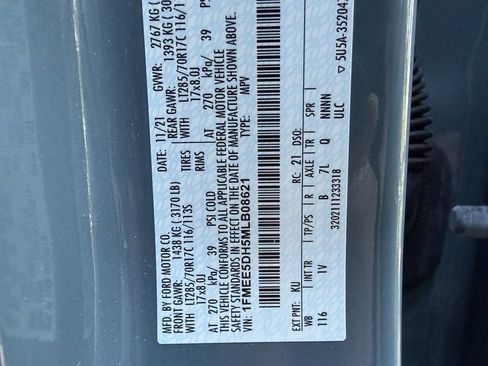 MFD. BY FORD MOTOR CO.
11/21
GVWR: 2767 KG (
FRONT GAWR:
1438 KG (3170 LB)
REAR GAWR:
1393 KG (30
WITH
LT285/70R17C 116/113S
TIRES
WITH
LT285/70R17C 116/1
17x8.0J
RIMS
17x8.0J
AT 270 kPa/ 39 PSI COLD
AT 270 kPa/ 39 PS
THIS VEHICLE CONFORMS TO ALL APPLICABLE FEDERAL MOTOR VEHICLE
SAFETY STANDARDS IN EFFECT ON THE DATE OF MANUFACTURE SHOWN ABOVE.
VIN: 1FMEE5DH5MLB08621
TYPE: MPV
EXT PNT: KU
RC: 21
DSO:
WB
INT TR
TP/PS
R
AXLE
TR
SPR
116
1V
B
7L
Q
NNNN
3202111233318
ULC
5U5A-35204